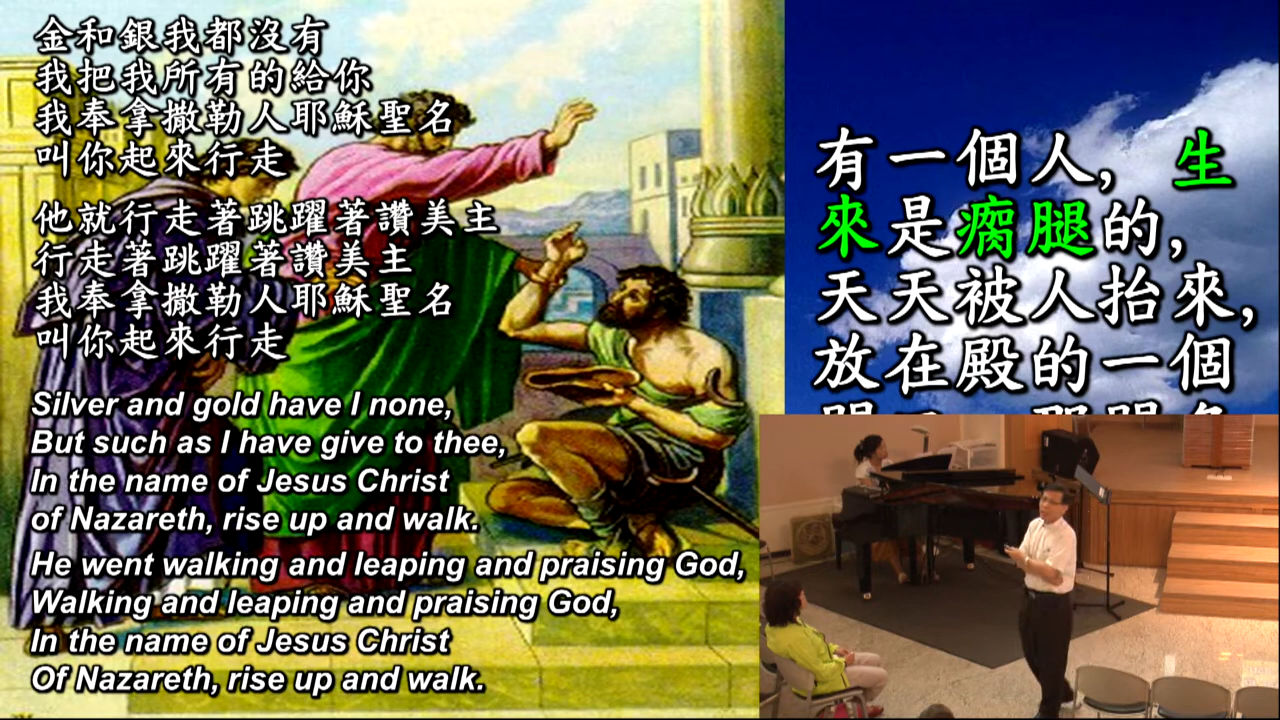 金和銀我都沒有
我把我所有的給你
我奉拿撒勒人耶穌聖名
叫你起來行走
他就行走著跳躍著讚美主
行走著跳躍著讚美主
我奉拿撒勒人耶穌聖名
叫你起來行走
Silver and gold have I none,
But such as I have give to thee,
In the name of Jesus Christ
of Nazareth, rise up and walk.
He went walking and leaping and praising God,
Walking and leaping and praising God,
In the name of Jesus Christ
Of Nazareth, rise up and walk.
有一個人, 生
來是瘸腿的,
天天被人抬來,
放在殿的一個